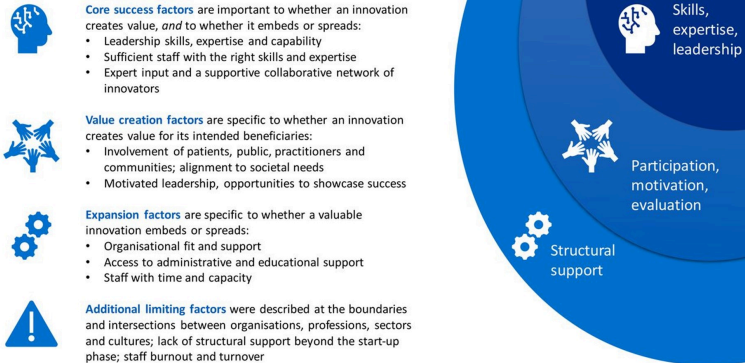 Core success factors are important to whether an innovation
creates value, and to whether it embeds or spreads:
• Leadership skills, expertise and capability
• Sufficient staff with the right skills and expertise
• Expert input and a supportive collaborative network of
innovators
Value creation factors are specific to whether an innovation
creates value for its intended beneficiaries:
• Involvement of patients, public, practitioners and
communities; alignment to societal needs
• Motivated leadership, opportunities to showcase success
Expansion factors are specific to whether a valuable
innovation embeds or spreads:
• Organisational fit and support
• Access to administrative and educational support
• Staff with time and capacity
Additional limiting factors were described at the boundaries
and intersections between organisations, professions, sectors
and cultures; lack of structural support beyond the start-up
phase; staff burnout and turnover
Skills,
expertise,
leadership
Participation,
motivation,
evaluation
Structural
support